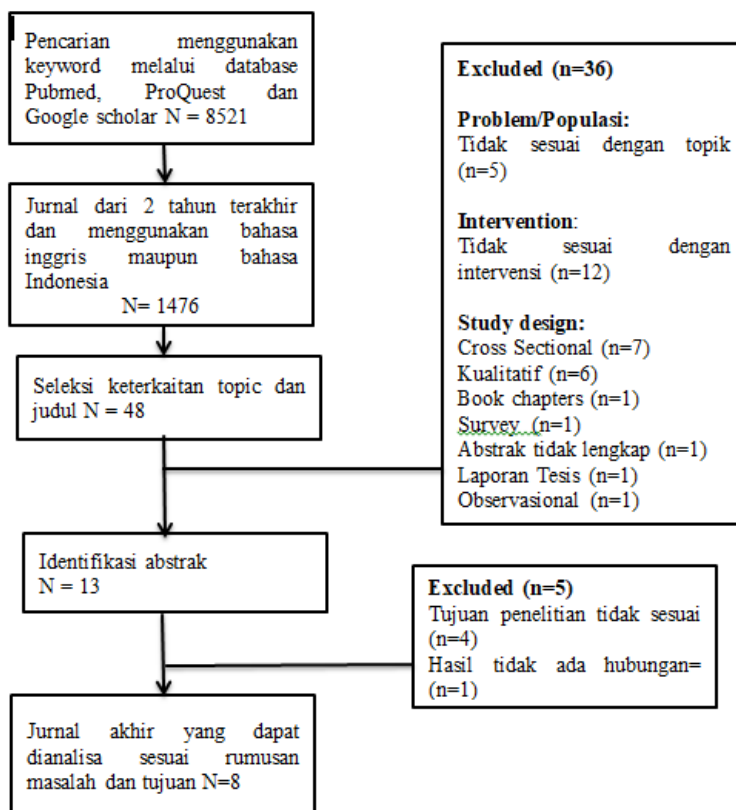 Pencarian menggunakan
keyword melalui database
Pubmed, ProQuest dan
Google scholar N = 8521
Jurnal dari 2 tahun terakhir
dan menggunakan bahasa
inggris maupun bahasa
Indonesia
N= 1476
Seleksi keterkaitan topic dan
judul N = 48
Excluded (n=36)
Problem/Populasi:
Tidak sesuai dengan topik
(n=5)
Intervention:
Tidak sesuai dengan
intervensi (n=12)
Study design:
Cross Sectional (n=7)
Kualitatif (n=6)
Book chapters (n=1)
Survey (n=1)
Abstrak tidak lengkap (n=1)
Laporan Tesis (n=1)
Observasional (n=1)
Identifikasi abstrak
N = 13
Excluded (n=5)
Tujuan penelitian tidak sesuai
(n=4)
Hasil tidak ada hubungan=
(n=1)
Jurnal akhir yang dapat
dianalisa sesuai rumusan
masalah dan tujuan N=8